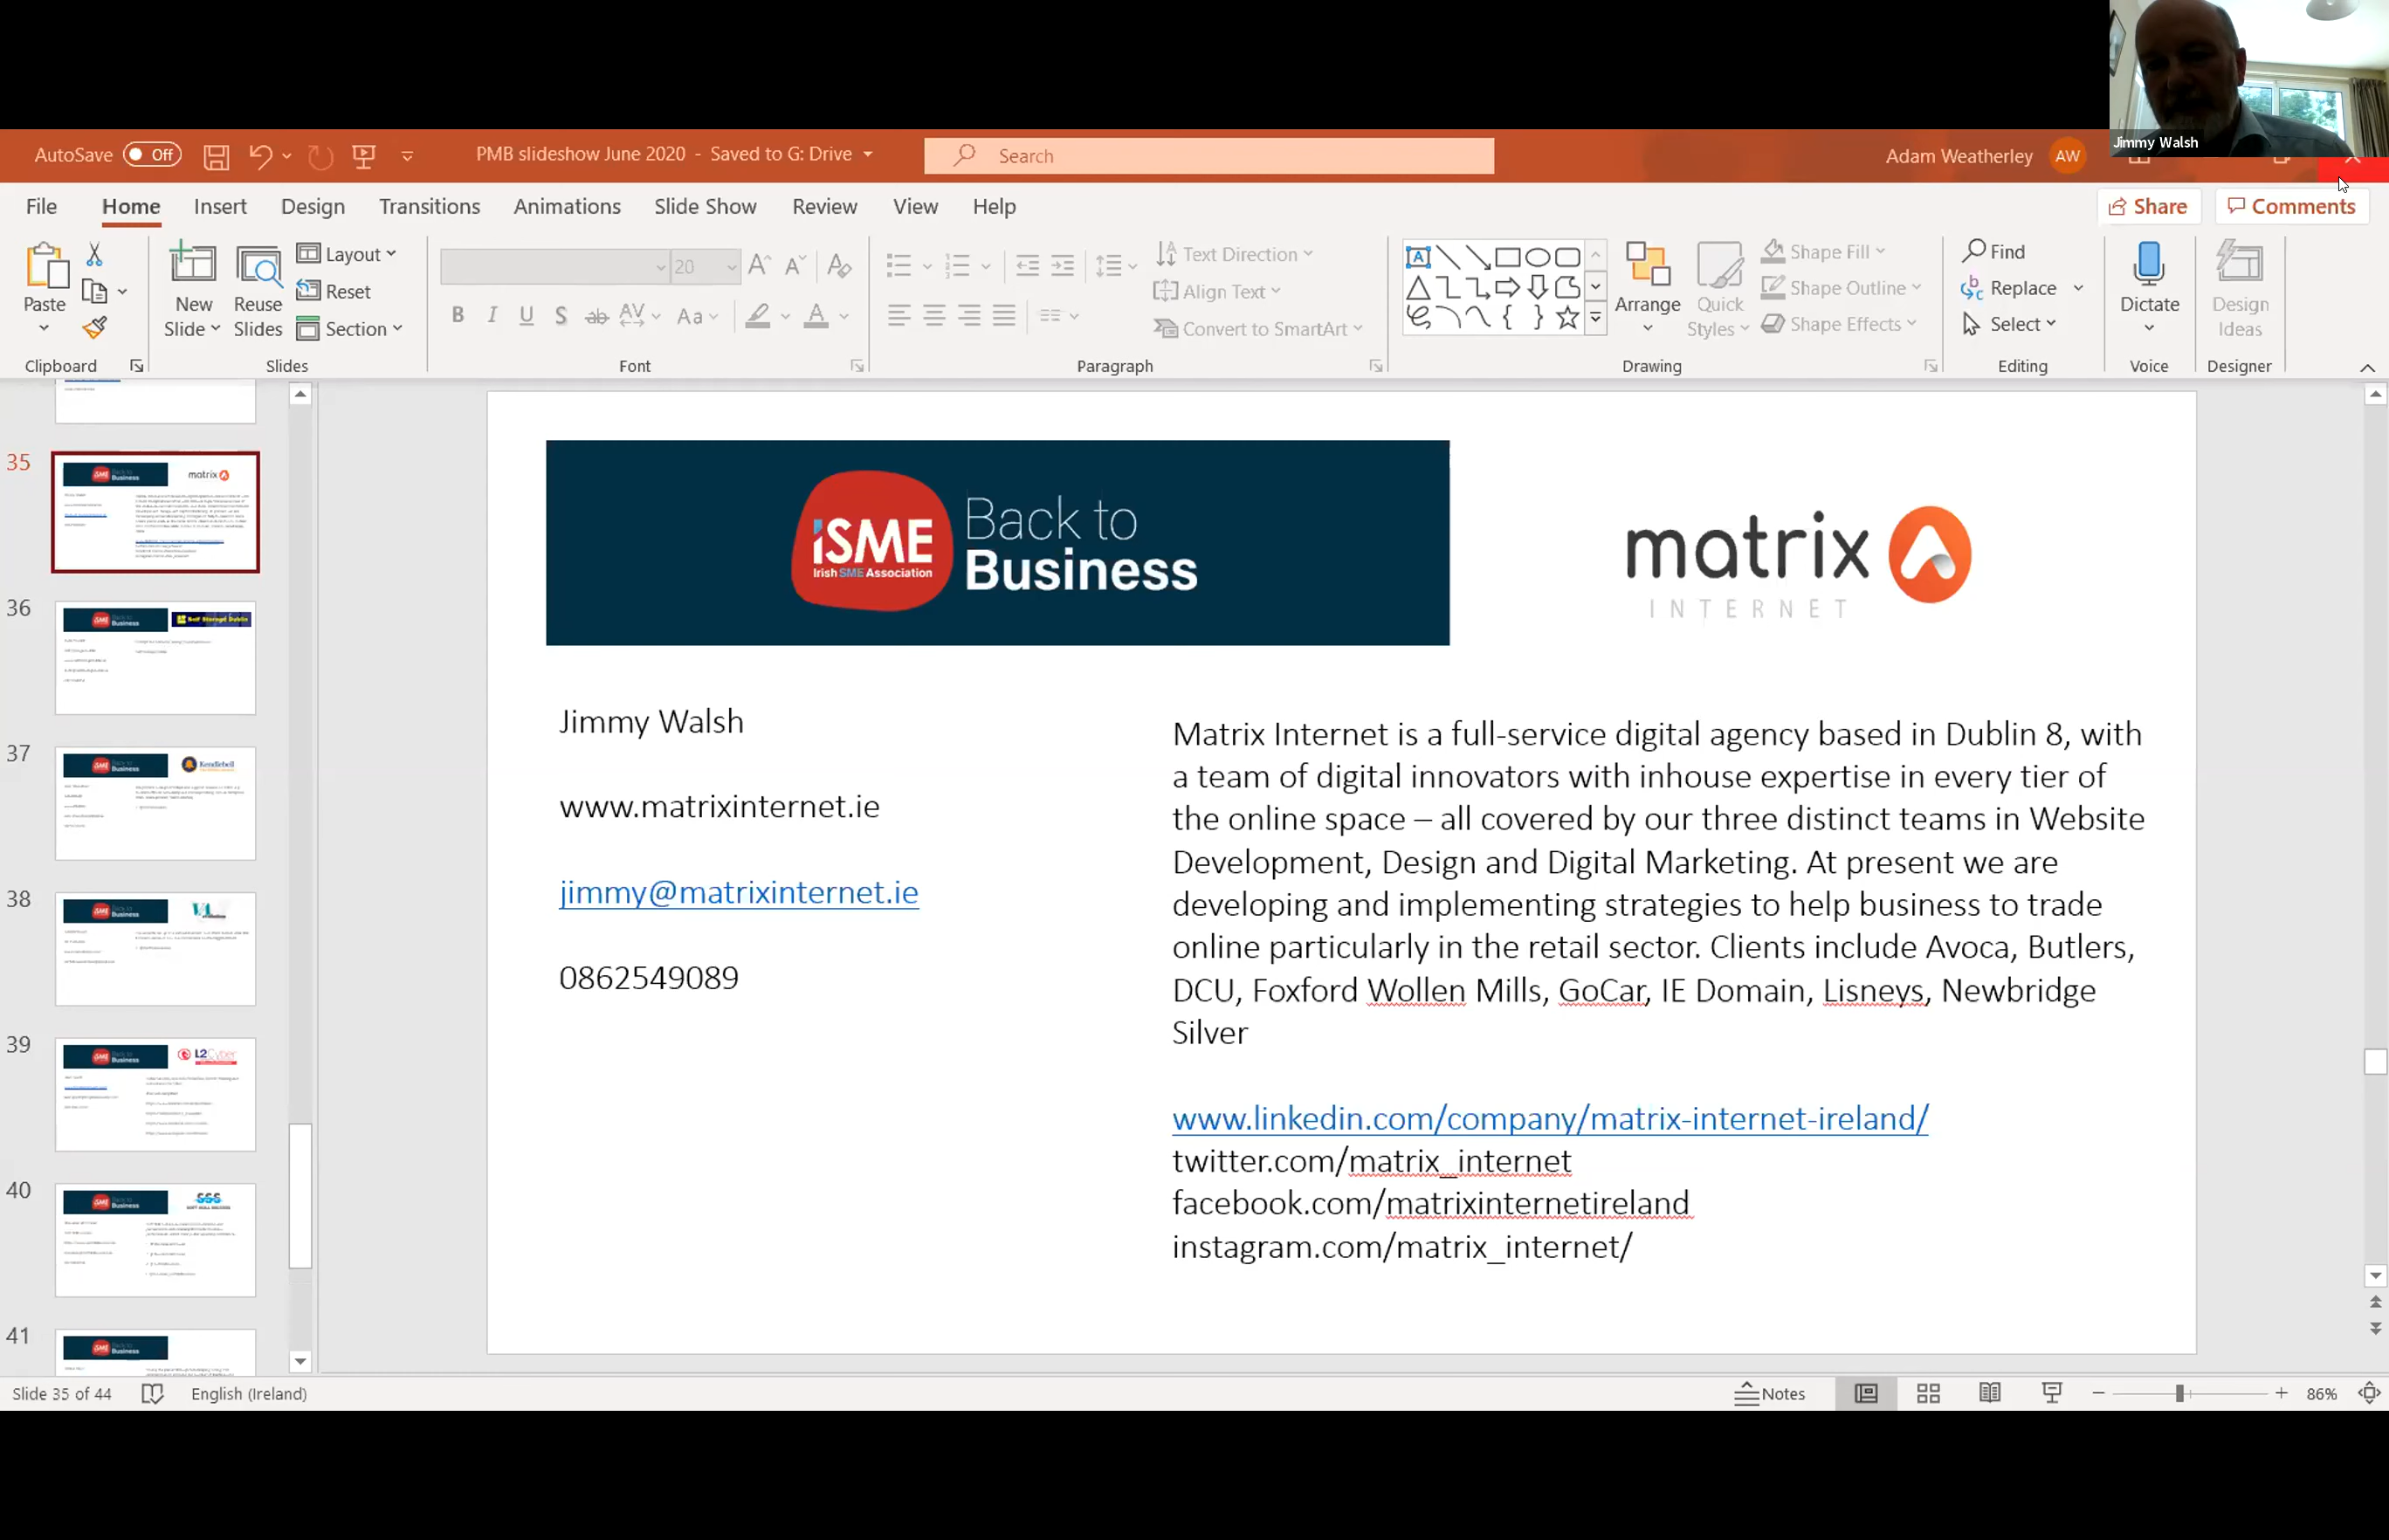 Jimmy Walsh
AutoSave Off
PMB slideshow June 2020 - Saved to G: Drive
Search
Adam Weatherley AW
File Home Insert Design Transitions Animations Slide Show Review View Help
Share Comments
Paste
New Slide
Reuse Slides
Layout
Reset
Section
20
Text Direction
Align Text
Convert to SmartArt
Arrange
Quick Styles
Shape Fill
Shape Outline
Shape Effects
Find
Replace
Select
Dictate
Design Ideas
Clipboard Slides Font Paragraph Drawing Editing Voice Designer
35
36
37
38
39
40
41
iSME
Irish SME Association
Back to
Business
matrix
INTERNET
Jimmy Walsh
www.matrixinternet.ie
jimmy@matrixinternet.ie
0862549089
Matrix Internet is a full-service digital agency based in Dublin 8, with
a team of digital innovators with inhouse expertise in every tier of
the online space – all covered by our three distinct teams in Website
Development, Design and Digital Marketing. At present we are
developing and implementing strategies to help business to trade
online particularly in the retail sector. Clients include Avoca, Butlers,
DCU, Foxford Wollen Mills, GoCar, IE Domain, Lisneys, Newbridge
Silver
www.linkedin.com/company/matrix-internet-ireland/
twitter.com/matrix_internet
facebook.com/matrixinternetireland
instagram.com/matrix_internet/
Slide 35 of 44 English (Ireland)
Notes 86%